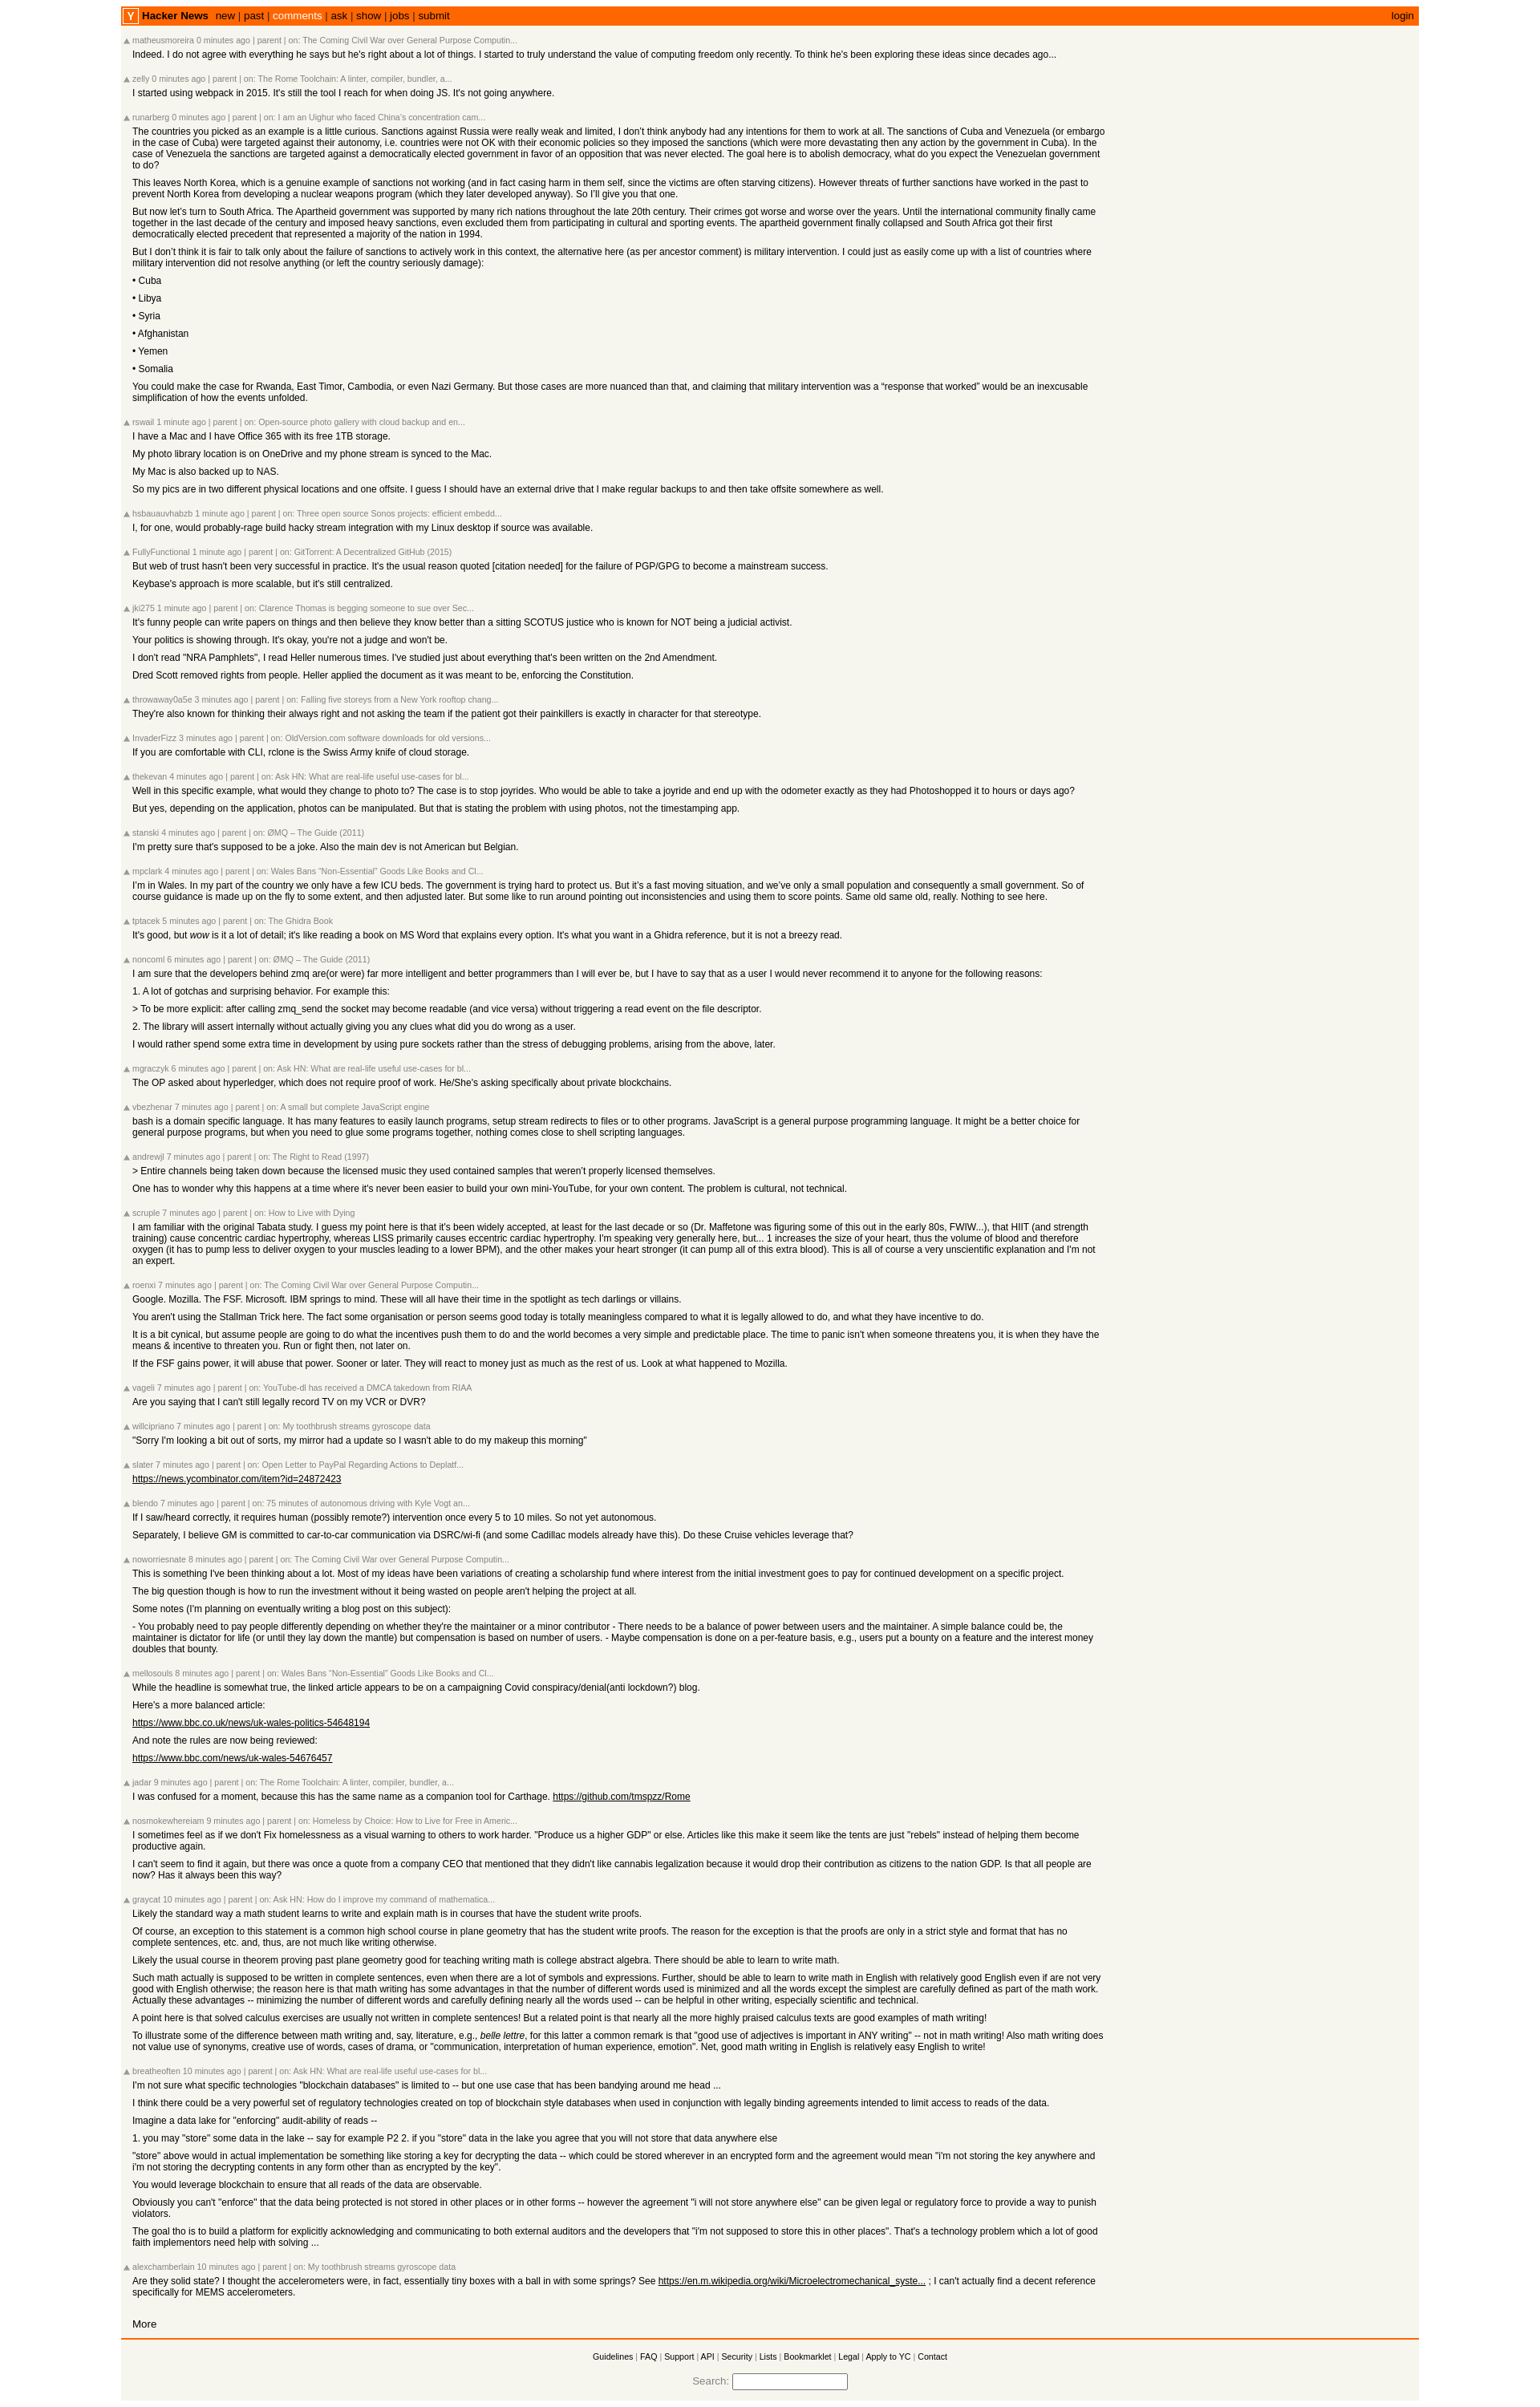 Y Hacker News new | past | comments | ask | show | jobs | submit login
matheusmoreira 0 minutes ago | parent | on: The Coming Civil War over General Purpose Computin...
Indeed. I do not agree with everything he says but he's right about a lot of things. I started to truly understand the value of computing freedom only recently. To think he's been exploring these ideas since decades ago...
zelly 0 minutes ago | parent | on: The Rome Toolchain: A linter, compiler, bundler, a...
I started using webpack in 2015. It's still the tool I reach for when doing JS. It's not going anywhere.
runarberg 0 minutes ago | parent | on: I am an Uighur who faced China's concentration cam...
The countries you picked as an example is a little curious. Sanctions against Russia were really weak and limited, I don't think anybody had any intentions for them to work at all. The sanctions of Cuba and Venezuela (or embargo
in the case of Cuba) were targeted against their autonomy, i.e. countries were not OK with their economic policies so they imposed the sanctions (which were more devastating then any action by the government in Cuba). In the
case of Venezuela the sanctions are targeted against a democratically elected government in favor of an opposition that was never elected. The goal here is to abolish democracy, what do you expect the Venezuelan government
to do?
This leaves North Korea, which is a genuine example of sanctions not working (and in fact casing harm in them self, since the victims are often starving citizens). However threats of further sanctions have worked in the past to
prevent North Korea from developing a nuclear weapons program (which they later developed anyway). So I'll give you that one.
But now let's turn to South Africa. The Apartheid government was supported by many rich nations throughout the late 20th century. Their crimes got worse and worse over the years. Until the international community finally came
together in the last decade of the century and imposed heavy sanctions, even excluded them from participating in cultural and sporting events. The apartheid government finally collapsed and South Africa got their first
democratically elected precedent that represented a majority of the nation in 1994.
But I don't think it is fair to talk only about the failure of sanctions to actively work in this context, the alternative here (as per ancestor comment) is military intervention. I could just as easily come up with a list of countries where
military intervention did not resolve anything (or left the country seriously damage):
• Cuba
• Libya
• Syria
• Afghanistan
• Yemen
• Somalia
You could make the case for Rwanda, East Timor, Cambodia, or even Nazi Germany. But those cases are more nuanced than that, and claiming that military intervention was a “response that worked” would be an inexcusable
simplification of how the events unfolded.
rswail 1 minute ago | parent | on: Open-source photo gallery with cloud backup and en...
I have a Mac and I have Office 365 with its free 1TB storage.
My photo library location is on OneDrive and my phone stream is synced to the Mac.
My Mac is also backed up to NAS.
So my pics are in two different physical locations and one offsite. I guess I should have an external drive that I make regular backups to and then take offsite somewhere as well.
hsbauauvhabzb 1 minute ago | parent | on: Three open source Sonos projects: efficient embedd...
I, for one, would probably-rage build hacky stream integration with my Linux desktop if source was available.
FullyFunctional 1 minute ago | parent | on: GitTorrent: A Decentralized GitHub (2015)
But web of trust hasn't been very successful in practice. It's the usual reason quoted [citation needed] for the failure of PGP/GPG to become a mainstream success.
Keybase's approach is more scalable, but it's still centralized.
jki275 1 minute ago | parent | on: Clarence Thomas is begging someone to sue over Sec...
It's funny people can write papers on things and then believe they know better than a sitting SCOTUS justice who is known for NOT being a judicial activist.
Your politics is showing through. It's okay, you're not a judge and won't be.
I don't read "NRA Pamphlets", I read Heller numerous times. I've studied just about everything that's been written on the 2nd Amendment.
Dred Scott removed rights from people. Heller applied the document as it was meant to be, enforcing the Constitution.
throwaway0a5e 3 minutes ago | parent | on: Falling five storeys from a New York rooftop chang...
They're also known for thinking their always right and not asking the team if the patient got their painkillers is exactly in character for that stereotype.
InvaderFizz 3 minutes ago | parent | on: OldVersion.com software downloads for old versions...
If you are comfortable with CLI, rclone is the Swiss Army knife of cloud storage.
thekevan 4 minutes ago | parent | on: Ask HN: What are real-life useful use-cases for bl...
Well in this specific example, what would they change to photo to? The case is to stop joyrides. Who would be able to take a joyride and end up with the odometer exactly as they had Photoshopped it to hours or days ago?
But yes, depending on the application, photos can be manipulated. But that is stating the problem with using photos, not the timestamping app.
stanski 4 minutes ago | parent | on: ØMQ – The Guide (2011)
I'm pretty sure that's supposed to be a joke. Also the main dev is not American but Belgian.
mpclark 4 minutes ago | parent | on: Wales Bans "Non-Essential" Goods Like Books and Cl...
I'm in Wales. In my part of the country we only have a few ICU beds. The government is trying hard to protect us. But it's a fast moving situation, and we've only a small population and consequently a small government. So of
course guidance is made up on the fly to some extent, and then adjusted later. But some like to run around pointing out inconsistencies and using them to score points. Same old same old, really. Nothing to see here.
tptacek 5 minutes ago | parent | on: The Ghidra Book
It's good, but wow is it a lot of detail; it's like reading a book on MS Word that explains every option. It's what you want in a Ghidra reference, but it is not a breezy read.
noncoml 6 minutes ago | parent | on: ØMQ – The Guide (2011)
I am sure that the developers behind zmq are(or were) far more intelligent and better programmers than I will ever be, but I have to say that as a user I would never recommend it to anyone for the following reasons:
1. A lot of gotchas and surprising behavior. For example this:
> To be more explicit: after calling zmq_send the socket may become readable (and vice versa) without triggering a read event on the file descriptor.
2. The library will assert internally without actually giving you any clues what did you do wrong as a user.
I would rather spend some extra time in development by using pure sockets rather than the stress of debugging problems, arising from the above, later.
mgraczyk 6 minutes ago | parent | on: Ask HN: What are real-life useful use-cases for bl...
The OP asked about hyperledger, which does not require proof of work. He/She's asking specifically about private blockchains.
vbezhenar 7 minutes ago | parent | on: A small but complete JavaScript engine
bash is a domain specific language. It has many features to easily launch programs, setup stream redirects to files or to other programs. JavaScript is a general purpose programming language. It might be a better choice for
general purpose programs, but when you need to glue some programs together, nothing comes close to shell scripting languages.
andrewjl 7 minutes ago | parent | on: The Right to Read (1997)
> Entire channels being taken down because the licensed music they used contained samples that weren't properly licensed themselves.
One has to wonder why this happens at a time where it's never been easier to build your own mini-YouTube, for your own content. The problem is cultural, not technical.
scruple 7 minutes ago | parent | on: How to Live with Dying
I am familiar with the original Tabata study. I guess my point here is that it's been widely accepted, at least for the last decade or so (Dr. Maffetone was figuring some of this out in the early 80s, FWIW...), that HIIT (and strength
training) cause concentric cardiac hypertrophy, whereas LISS primarily causes eccentric cardiac hypertrophy. I'm speaking very generally here, but... 1 increases the size of your heart, thus the volume of blood and therefore
oxygen (it has to pump less to deliver oxygen to your muscles leading to a lower BPM), and the other makes your heart stronger (it can pump all of this extra blood). This is all of course a very unscientific explanation and I'm not
an expert.
roenxi 7 minutes ago | parent | on: The Coming Civil War over General Purpose Computin...
Google. Mozilla. The FSF. Microsoft. IBM springs to mind. These will all have their time in the spotlight as tech darlings or villains.
You aren't using the Stallman Trick here. The fact some organisation or person seems good today is totally meaningless compared to what it is legally allowed to do, and what they have incentive to do.
It is a bit cynical, but assume people are going to do what the incentives push them to do and the world becomes a very simple and predictable place. The time to panic isn't when someone threatens you, it is when they have the
means & incentive to threaten you. Run or fight then, not later on.
If the FSF gains power, it will abuse that power. Sooner or later. They will react to money just as much as the rest of us. Look at what happened to Mozilla.
vageli 7 minutes ago | parent | on: YouTube-dl has received a DMCA takedown from RIAA
Are you saying that I can't still legally record TV on my VCR or DVR?
willcipriano 7 minutes ago | parent | on: My toothbrush streams gyroscope data
"Sorry I'm looking a bit out of sorts, my mirror had a update so I wasn't able to do my makeup this morning"
slater 7 minutes ago | parent | on: Open Letter to PayPal Regarding Actions to Deplatf...
https://news.ycombinator.com/item?id=24872423
blendo 7 minutes ago | parent | on: 75 minutes of autonomous driving with Kyle Vogt an...
If I saw/heard correctly, it requires human (possibly remote?) intervention once every 5 to 10 miles. So not yet autonomous.
Separately, I believe GM is committed to car-to-car communication via DSRC/wi-fi (and some Cadillac models already have this). Do these Cruise vehicles leverage that?
noworriesnate 8 minutes ago | parent | on: The Coming Civil War over General Purpose Computin...
This is something I've been thinking about a lot. Most of my ideas have been variations of creating a scholarship fund where interest from the initial investment goes to pay for continued development on a specific project.
The big question though is how to run the investment without it being wasted on people aren't helping the project at all.
Some notes (I'm planning on eventually writing a blog post on this subject):
- You probably need to pay people differently depending on whether they're the maintainer or a minor contributor - There needs to be a balance of power between users and the maintainer. A simple balance could be, the
maintainer is dictator for life (or until they lay down the mantle) but compensation is based on number of users. - Maybe compensation is done on a per-feature basis, e.g., users put a bounty on a feature and the interest money
doubles that bounty.
mellosouls 8 minutes ago | parent | on: Wales Bans "Non-Essential" Goods Like Books and Cl...
While the headline is somewhat true, the linked article appears to be on a campaigning Covid conspiracy/denial(anti lockdown?) blog.
Here's a more balanced article:
https://www.bbc.co.uk/news/uk-wales-politics-54648194
And note the rules are now being reviewed:
https://www.bbc.com/news/uk-wales-54676457
jadar 9 minutes ago | parent | on: The Rome Toolchain: A linter, compiler, bundler, a...
I was confused for a moment, because this has the same name as a companion tool for Carthage. https://github.com/tmspzz/Rome
nosmokewhereiam 9 minutes ago | parent | on: Homeless by Choice: How to Live for Free in Americ...
I sometimes feel as if we don't Fix homelessness as a visual warning to others to work harder. "Produce us a higher GDP" or else. Articles like this make it seem like the tents are just "rebels" instead of helping them become
productive again.
I can't seem to find it again, but there was once a quote from a company CEO that mentioned that they didn't like cannabis legalization because it would drop their contribution as citizens to the nation GDP. Is that all people are
now? Has it always been this way?
graycat 10 minutes ago | parent | on: Ask HN: How do I improve my command of mathematica...
Likely the standard way a math student learns to write and explain math is in courses that have the student write proofs.
Of course, an exception to this statement is a common high school course in plane geometry that has the student write proofs. The reason for the exception is that the proofs are only in a strict style and format that has no
complete sentences, etc. and, thus, are not much like writing otherwise.
Likely the usual course in theorem proving past plane geometry good for teaching writing math is college abstract algebra. There should be able to learn to write math.
Such math actually is supposed to be written in complete sentences, even when there are a lot of symbols and expressions. Further, should be able to learn to write math in English with relatively good English even if are not very
good with English otherwise; the reason here is that math writing has some advantages in that the number of different words used is minimized and all the words except the simplest are carefully defined as part of the math work.
Actually these advantages -- minimizing the number of different words and carefully defining nearly all the words used -- can be helpful in other writing, especially scientific and technical.
A point here is that solved calculus exercises are usually not written in complete sentences! But a related point is that nearly all the more highly praised calculus texts are good examples of math writing!
To illustrate some of the difference between math writing and, say, literature, e.g., belle lettre, for this latter a common remark is that "good use of adjectives is important in ANY writing" -- not in math writing! Also math writing does
not value use of synonyms, creative use of words, cases of drama, or "communication, interpretation of human experience, emotion". Net, good math writing in English is relatively easy English to write!
breatheoften 10 minutes ago | parent | on: Ask HN: What are real-life useful use-cases for bl...
I'm not sure what specific technologies "blockchain databases" is limited to -- but one use case that has been bandying around me head ...
I think there could be a very powerful set of regulatory technologies created on top of blockchain style databases when used in conjunction with legally binding agreements intended to limit access to reads of the data.
Imagine a data lake for "enforcing" audit-ability of reads --
1. you may "store" some data in the lake -- say for example P2 2. if you "store" data in the lake you agree that you will not store that data anywhere else
"store" above would in actual implementation be something like storing a key for decrypting the data -- which could be stored wherever in an encrypted form and the agreement would mean "i'm not storing the key anywhere and
i'm not storing the decrypting contents in any form other than as encrypted by the key".
You would leverage blockchain to ensure that all reads of the data are observable.
Obviously you can't "enforce" that the data being protected is not stored in other places or in other forms -- however the agreement "i will not store anywhere else" can be given legal or regulatory force to provide a way to punish
violators.
The goal tho is to build a platform for explicitly acknowledging and communicating to both external auditors and the developers that "i'm not supposed to store this in other places". That's a technology problem which a lot of good
faith implementors need help with solving ...
alexchamberlain 10 minutes ago | parent | on: My toothbrush streams gyroscope data
Are they solid state? I thought the accelerometers were, in fact, essentially tiny boxes with a ball in with some springs? See https://en.m.wikipedia.org/wiki/Microelectromechanical_syste... ; I can't actually find a decent reference
specifically for MEMS accelerometers.
More
Guidelines | FAQ | Support | API | Security | Lists | Bookmarklet | Legal | Apply to YC | Contact
Search: